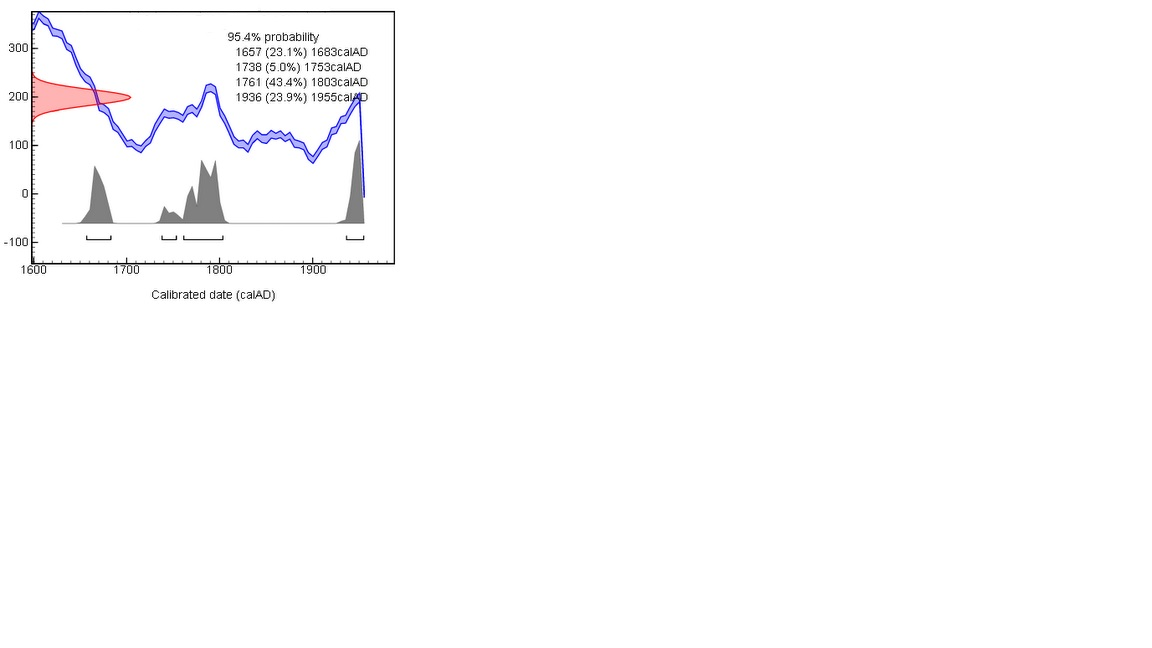 95.4% probability
1657 (23.1%) 1683calAD
1738 (5.0%) 1753calAD
1761 (43.4%) 1803calAD
1936 (23.9%) 1955calAD
300
200
100
0
-100
1600 1700 1800 1900
Calibrated date (calAD)